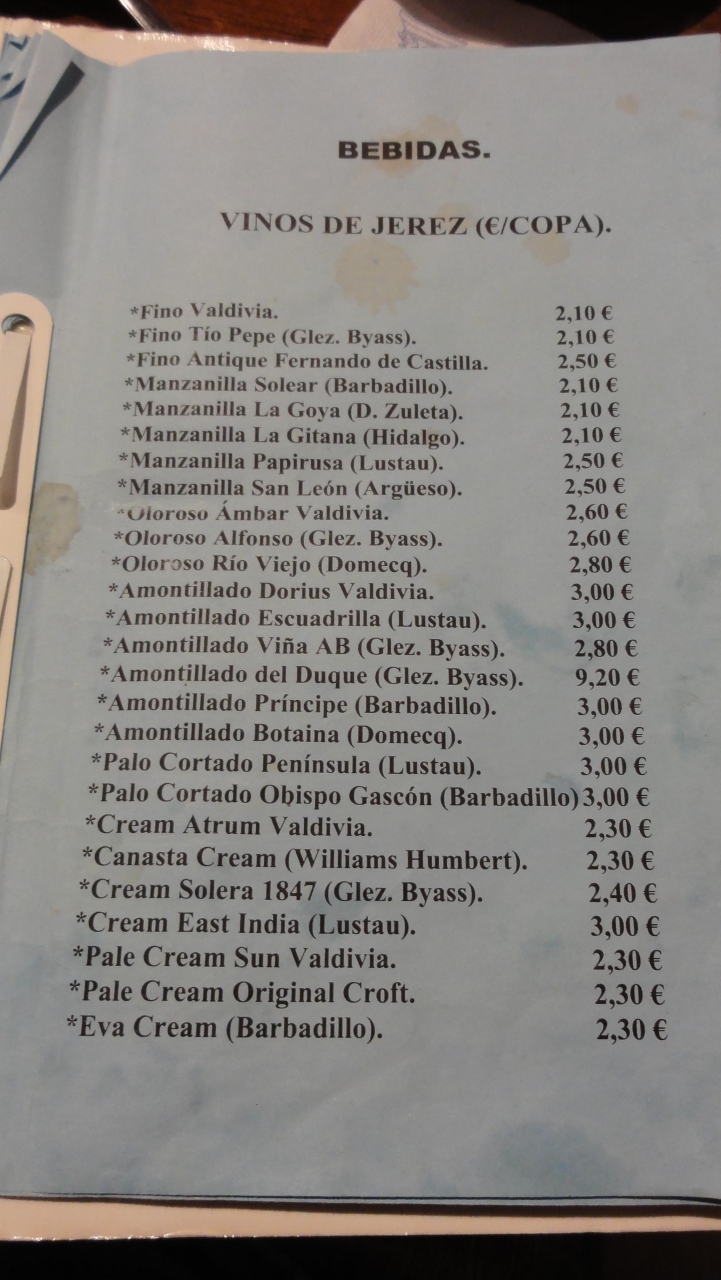 BEBIDAS.
VINOS DE JEREZ (€/COPA).
*Fino Valdivia. 2,10 €
*Fino Tío Pepe (Glez. Byass). 2,10 €
*Fino Antique Fernando de Castilla. 2,50 €
*Manzanilla Solear (Barbadillo). 2,10 €
*Manzanilla La Goya (D. Zuleta). 2,10 €
*Manzanilla La Gitana (Hidalgo). 2,10 €
*Manzanilla Papirusa (Lustau). 2,50 €
*Manzanilla San León (Argüeso). 2,50 €
*Oloroso Ámbar Valdivia. 2,60 €
*Oloroso Alfonso (Glez. Byass). 2,60 €
*Oloroso Río Viejo (Domecq). 2,80 €
*Amontillado Dorius Valdivia. 3,00 €
*Amontillado Escuadrilla (Lustau). 3,00 €
*Amontillado Viña AB (Glez. Byass). 2,80 €
*Amontillado del Duque (Glez. Byass). 9,20 €
*Amontillado Príncipe (Barbadillo). 3,00 €
*Amontillado Botaina (Domecq). 3,00 €
*Palo Cortado Península (Lustau). 3,00 €
*Palo Cortado Obispo Gascón (Barbadillo) 3,00 €
*Cream Atrum Valdivia. 2,30 €
*Canasta Cream (Williams Humbert). 2,30 €
*Cream Solera 1847 (Glez. Byass). 2,40 €
*Cream East India (Lustau). 3,00 €
*Pale Cream Sun Valdivia. 2,30 €
*Pale Cream Original Croft. 2,30 €
*Eva Cream (Barbadillo). 2,30 €